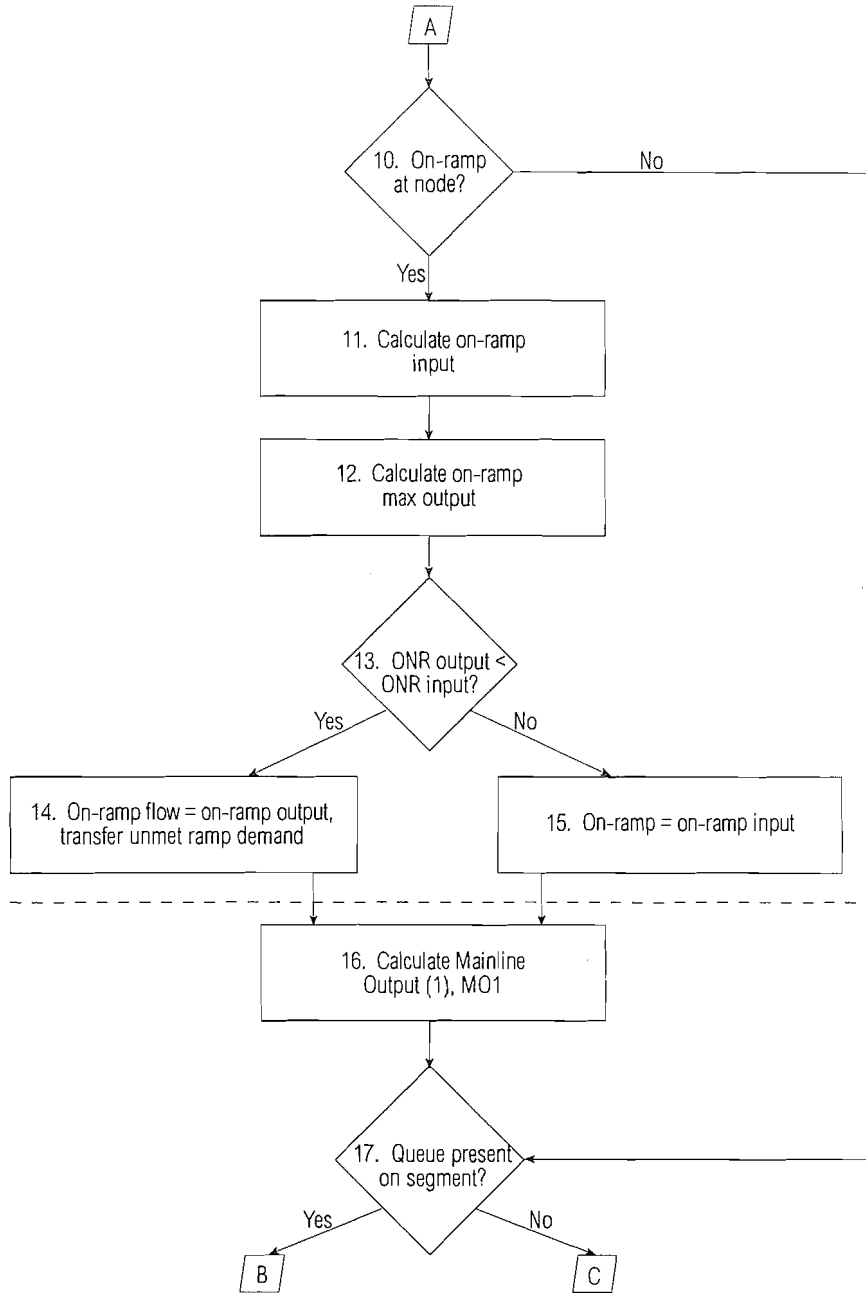 A
10. On-ramp
at node?
No
Yes
11. Calculate on-ramp
input
12. Calculate on-ramp
max output
13. ONR output <
ONR input?
Yes
No
14. On-ramp flow = on-ramp output,
transfer unmet ramp demand
15. On-ramp = on-ramp input
16. Calculate Mainline
Output (1), MO1
17. Queue present
on segment?
Yes
No
B
C